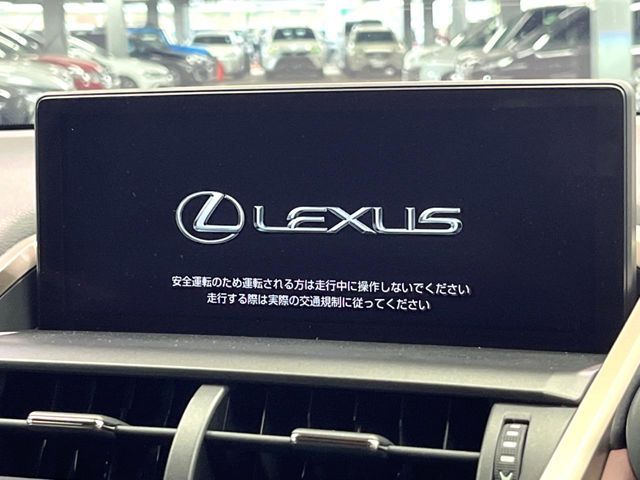 LEXUS
安全運転のため運転される方は走行中に操作しないでください
走行する際は実際の交通規制に従ってください